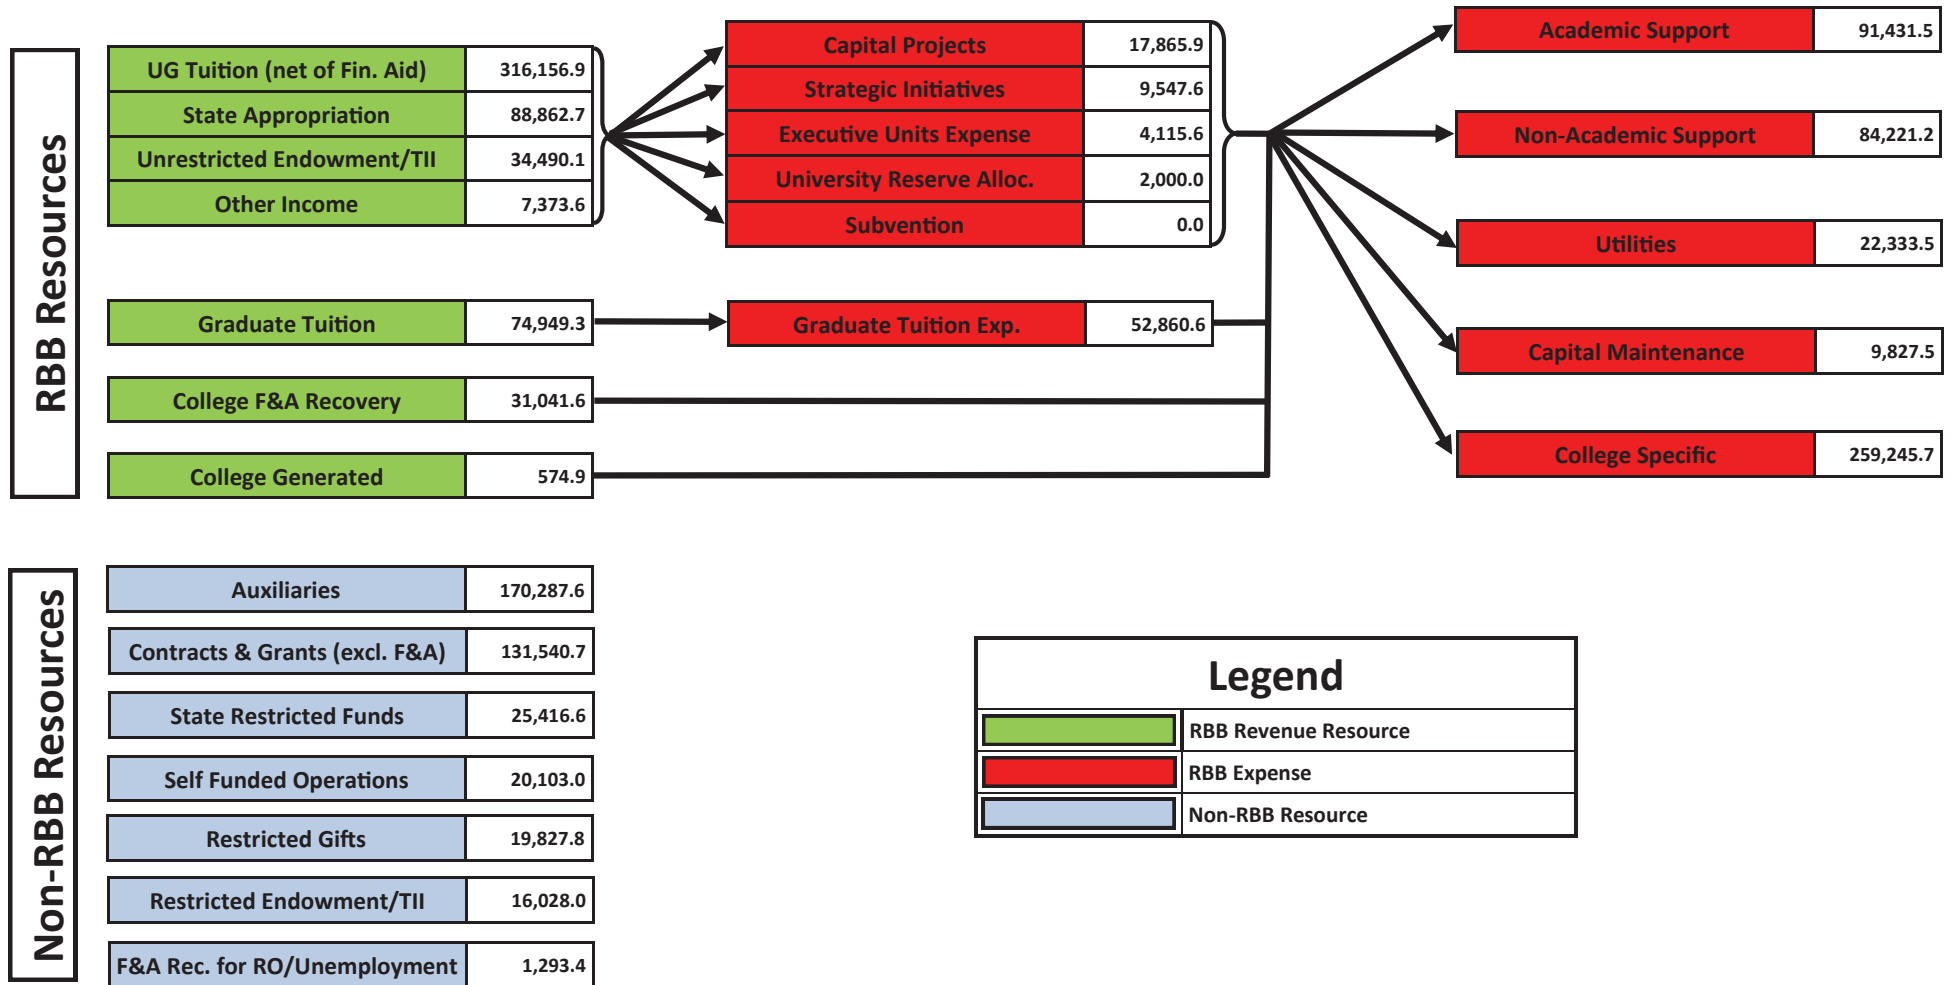 RBB Resources
UG Tuition (net of Fin. Aid) 316,156.9
State Appropriation 88,862.7
Unrestricted Endowment/TII 34,490.1
Other Income 7,373.6
Graduate Tuition 74,949.3
College F&A Recovery 31,041.6
College Generated 574.9
Capital Projects 17,865.9
Strategic Initiatives 9,547.6
Executive Units Expense 4,115.6
University Reserve Alloc. 2,000.0
Subvention 0.0
Graduate Tuition Exp. 52,860.6
Academic Support 91,431.5
Non-Academic Support 84,221.2
Utilities 22,333.5
Capital Maintenance 9,827.5
College Specific 259,245.7
Non-RBB Resources
Auxiliaries 170,287.6
Contracts & Grants (excl. F&A) 131,540.7
State Restricted Funds 25,416.6
Self Funded Operations 20,103.0
Restricted Gifts 19,827.8
Restricted Endowment/TII 16,028.0
F&A Rec. for RO/Unemployment 1,293.4
Legend
RBB Revenue Resource
RBB Expense
Non-RBB Resource